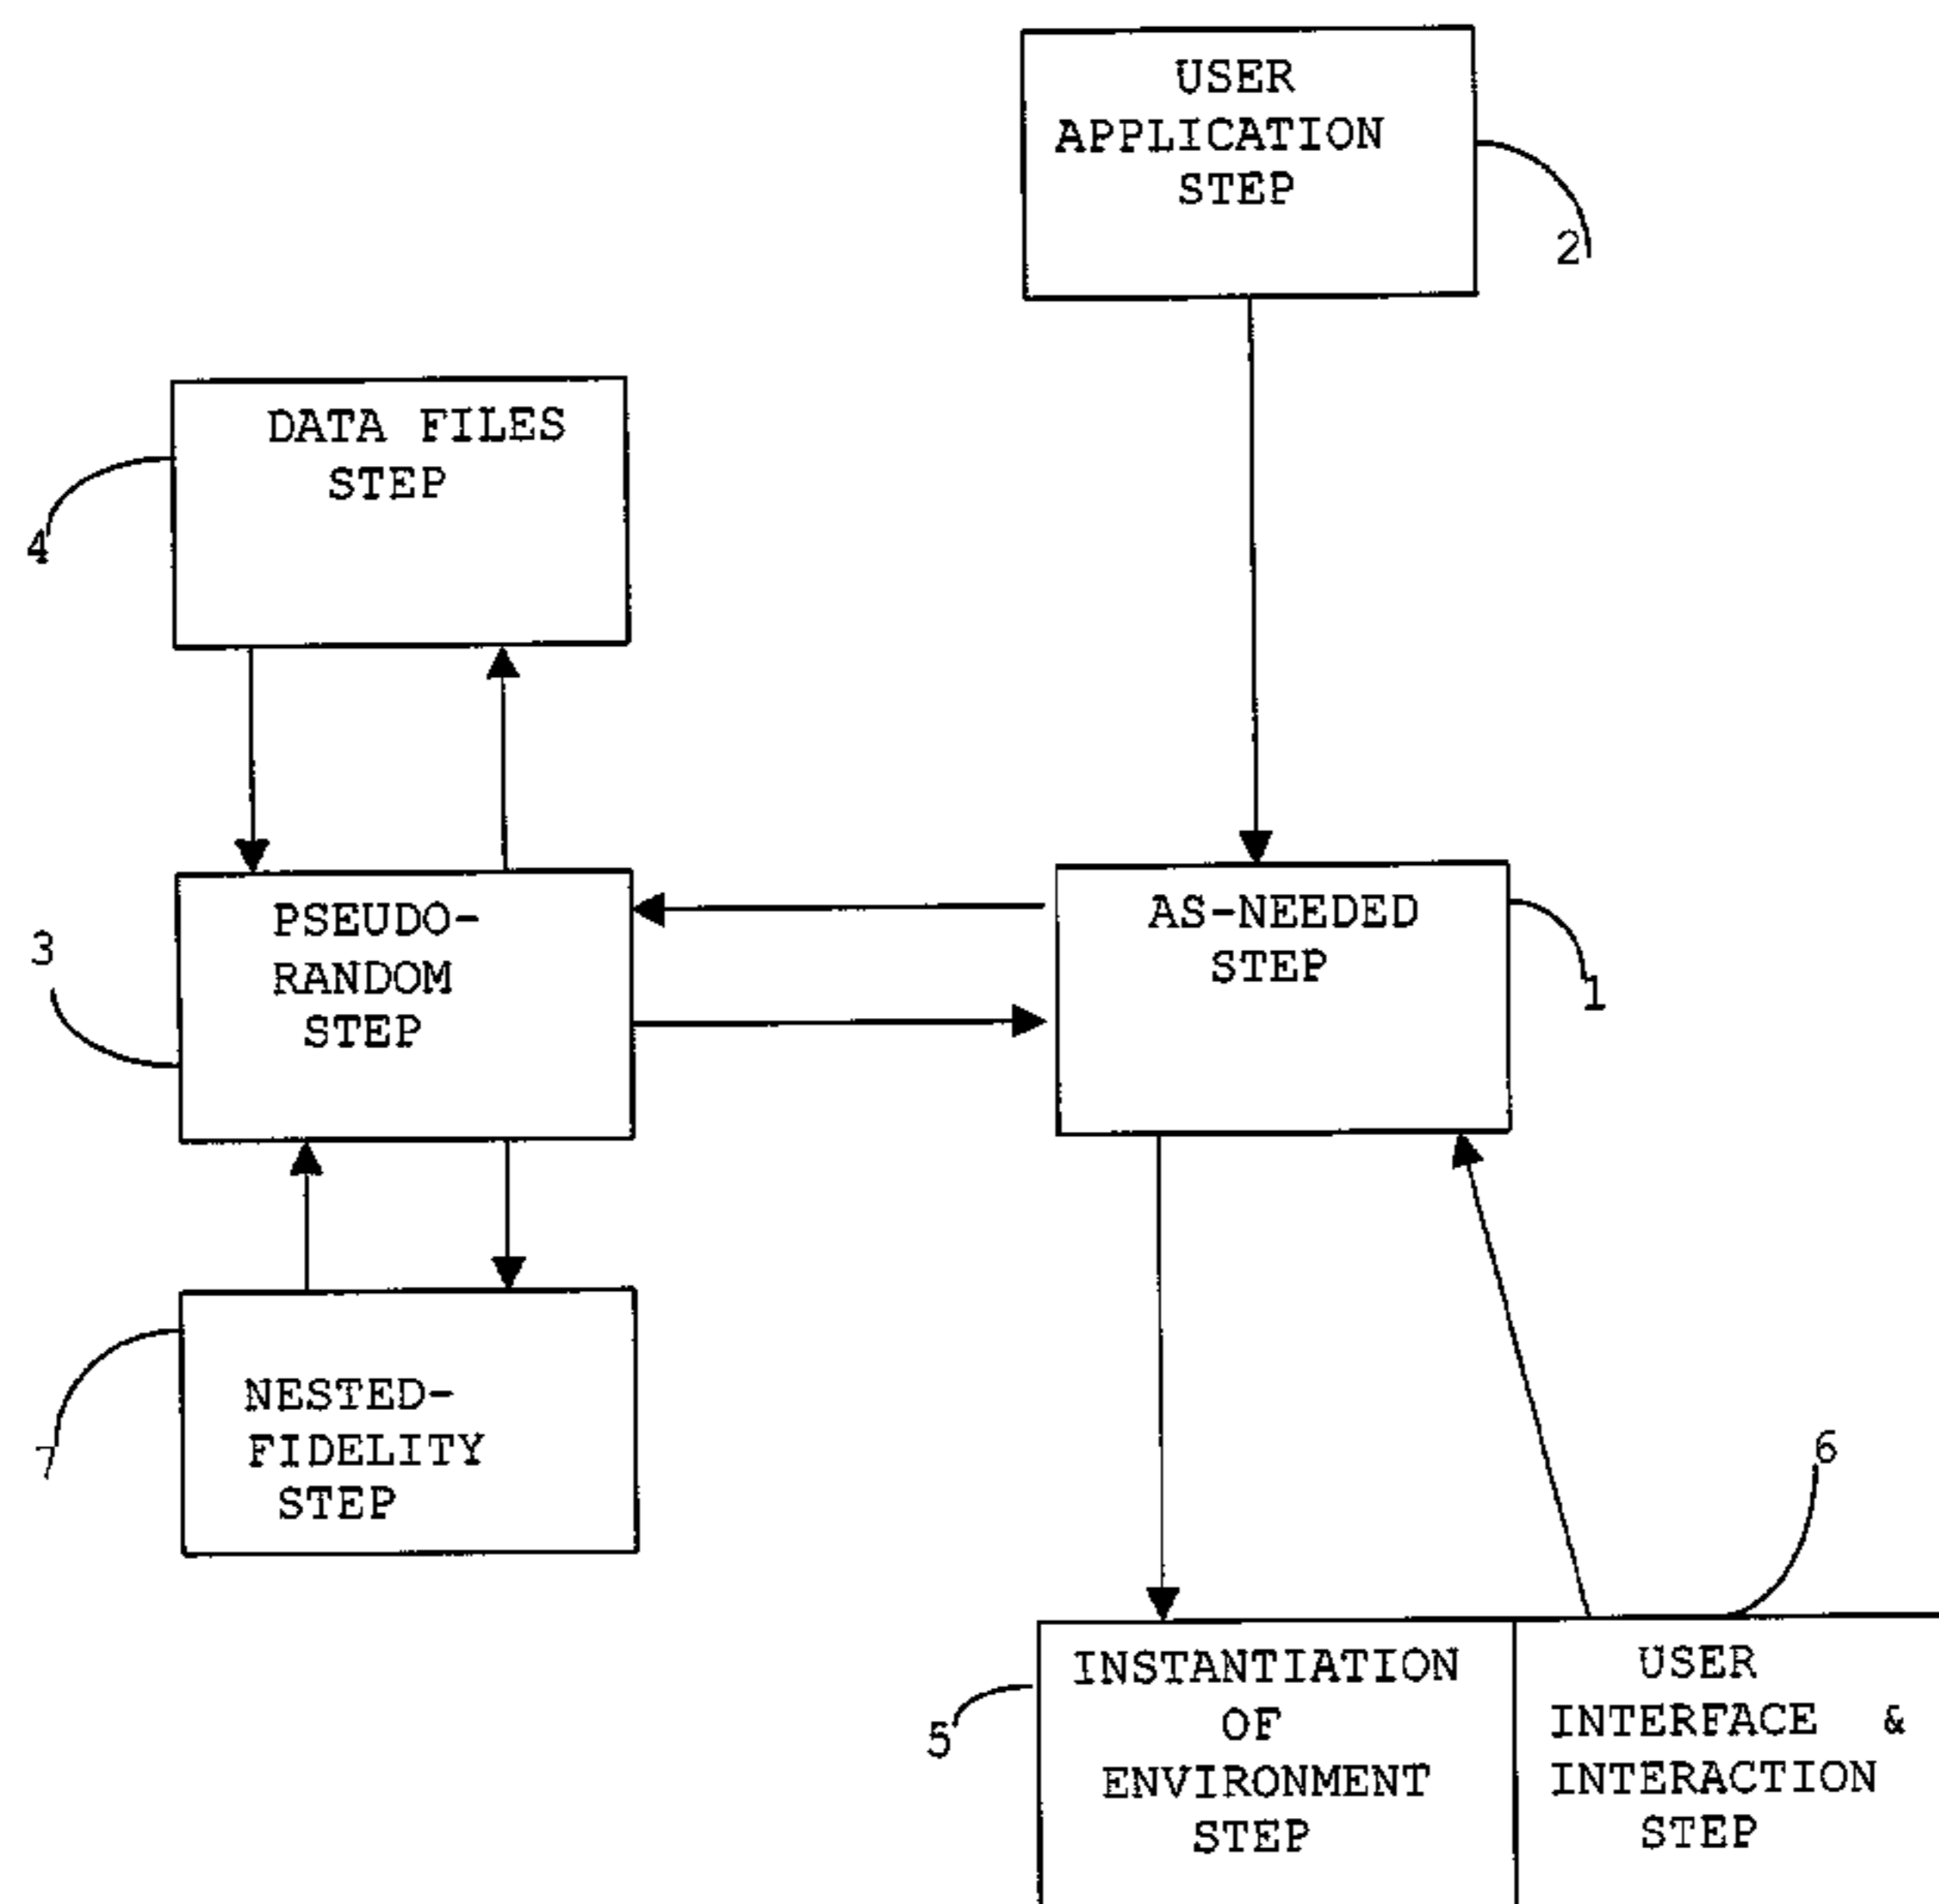 USER
APPLICATION
STEP
2
DATA FILES
STEP
4
PSEUDO-
RANDOM
STEP
3
AS-NEEDED
STEP
1
NESTED-
FIDELITY
STEP
7
INSTANTIATION
OF
ENVIRONMENT
STEP
5
USER
INTERFACE &
INTERACTION
STEP
6